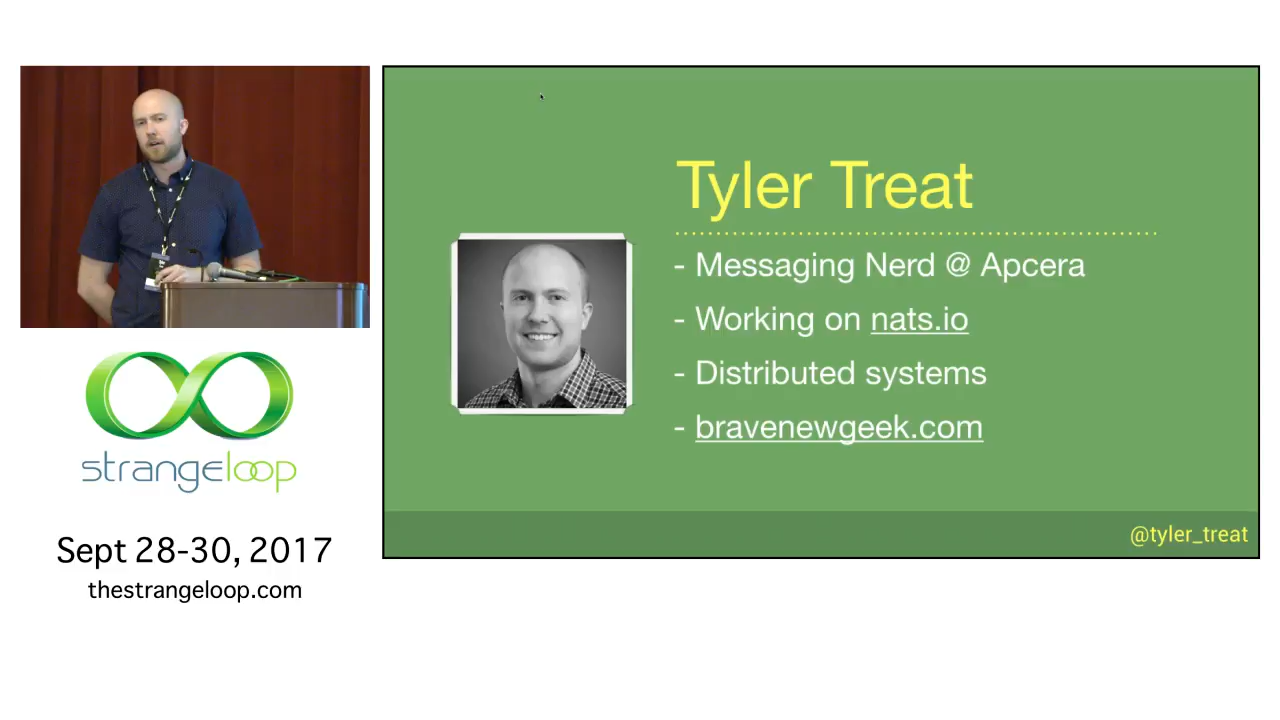 strangeloop
Sept 28-30, 2017
thestrangeloop.com
Tyler Treat
- Messaging Nerd @ Apcera
- Working on nats.io
- Distributed systems
- bravenewgeek.com
@tyler_treat